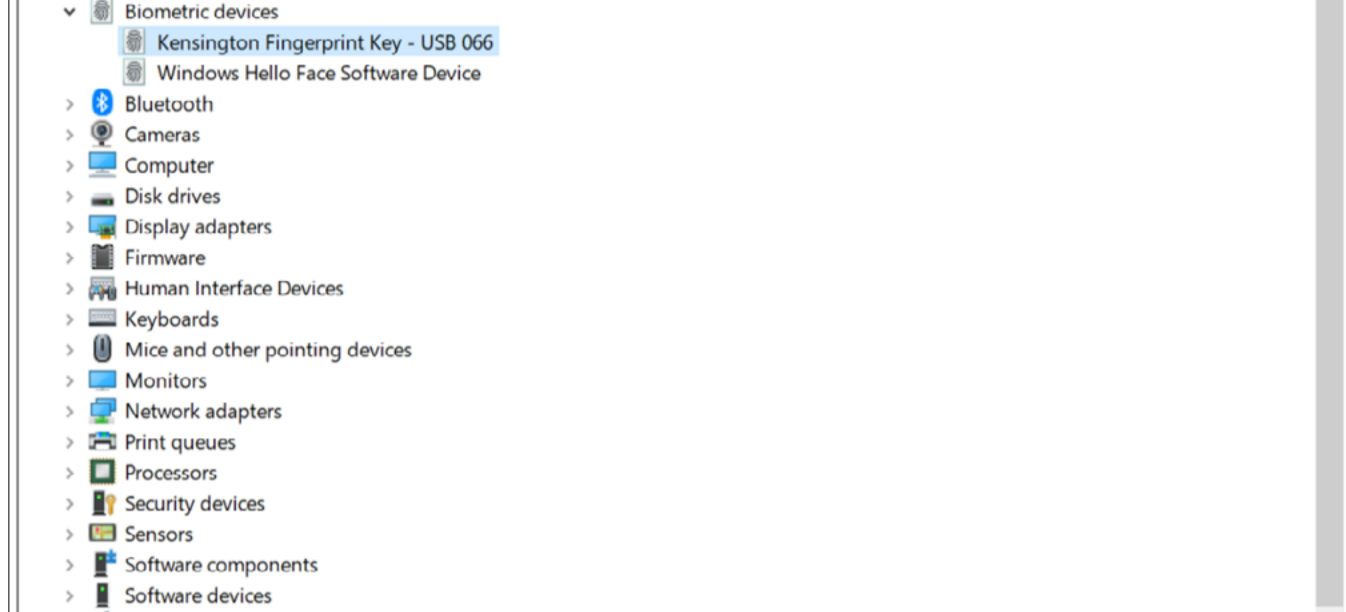 Biometric devices
Kensington Fingerprint Key - USB 066
Windows Hello Face Software Device
Bluetooth
Cameras
Computer
Disk drives
Display adapters
Firmware
Human Interface Devices
Keyboards
Mice and other pointing devices
Monitors
Network adapters
Print queues
Processors
Security devices
Sensors
Software components
Software devices